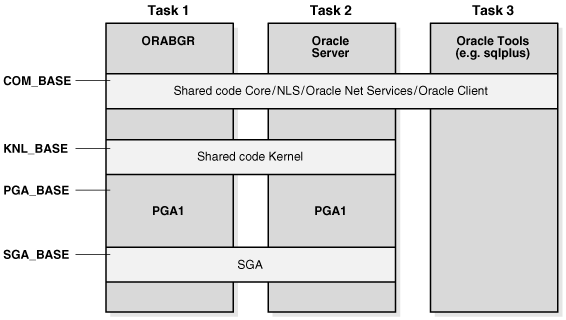 Task 1
Task 2
Task 3
ORABGR
Oracle
Server
Oracle Tools
(e.g. sqlplus)
COM_BASE
Shared code Core/NLS/Oracle Net Services/Oracle Client
KNL_BASE
Shared code Kernel
PGA_BASE
PGA1
PGA1
SGA_BASE
SGA